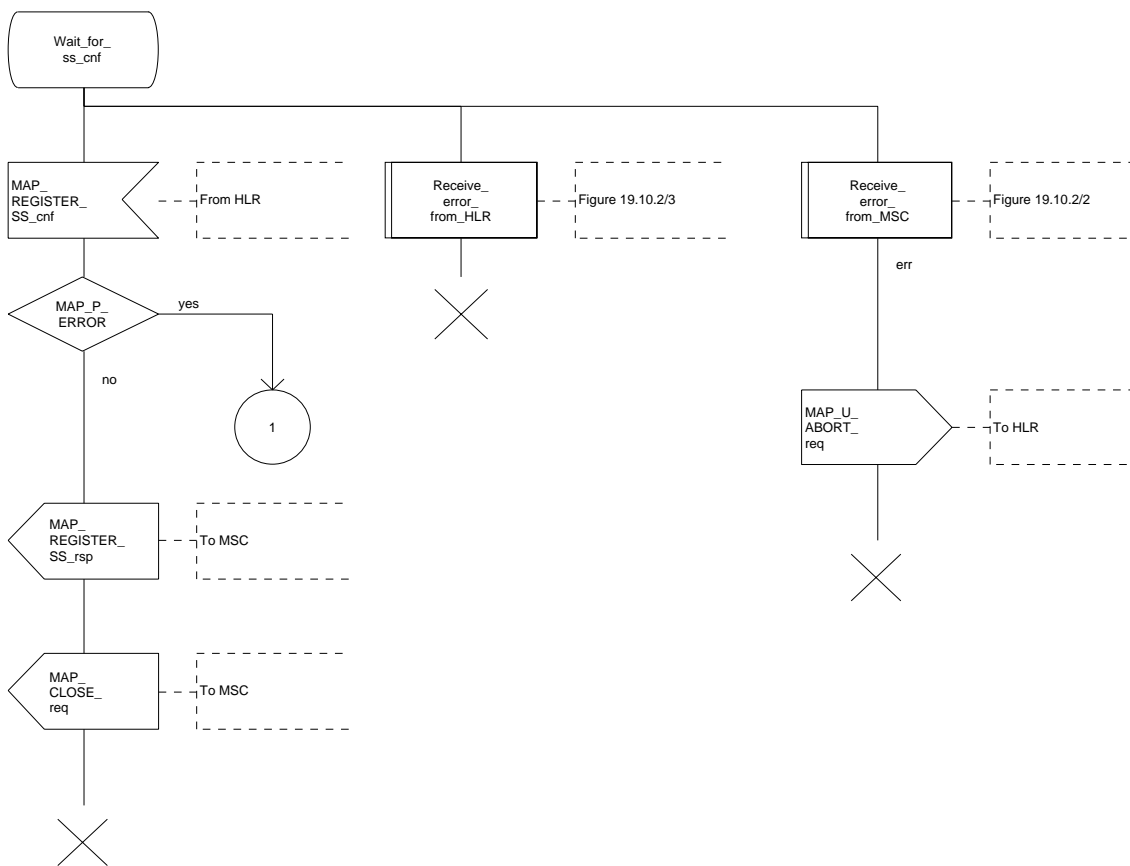 Wait_for_
ss_cnf
MAP_
REGISTER_
SS_cnf
From HLR
Receive_
error_
from_HLR
Figure 19.10.2/3
Receive_
error_
from_MSC
Figure 19.10.2/2
err
MAP_P_
ERROR
yes
no
1
MAP_U_
ABORT_
req
To HLR
MAP_
REGISTER_
SS_rsp
To MSC
MAP_
CLOSE_
req
To MSC